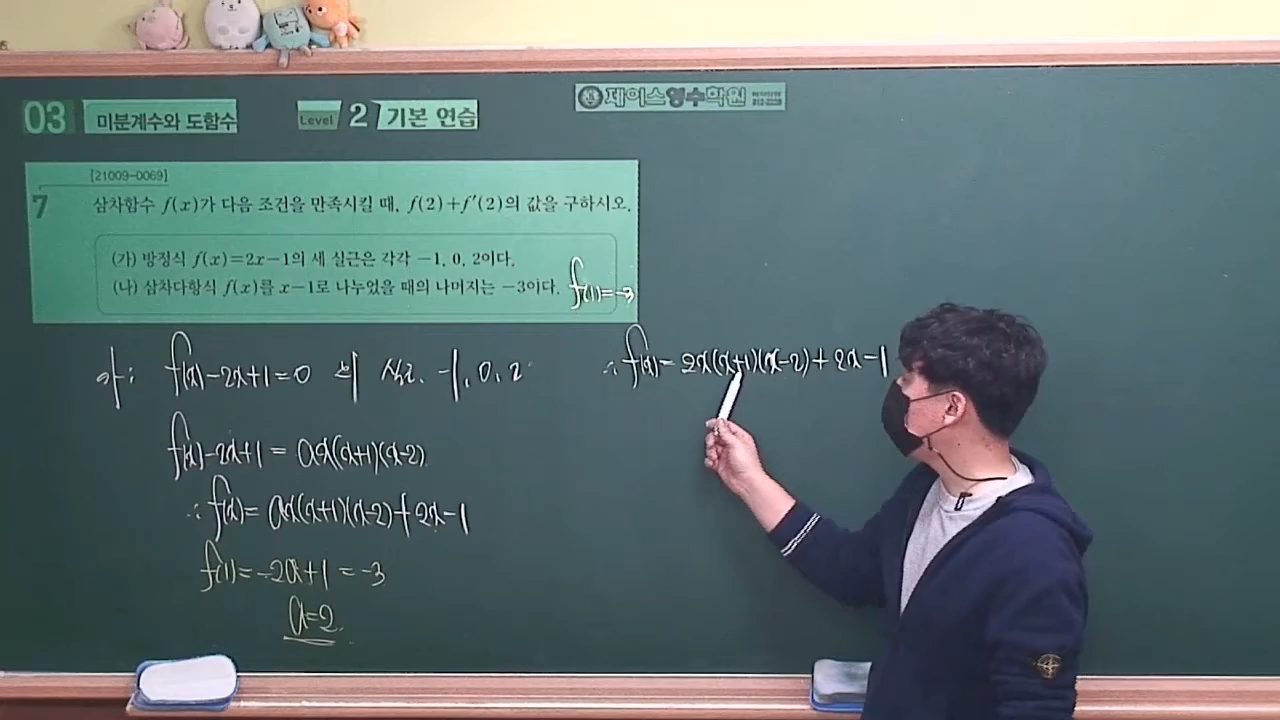 03 미분계수와 도함수 Level 2 기본 연습
제이스영수학원
[21009-0069]
7 삼차함수 f(x)가 다음 조건을 만족시킬 때, f(2)+f′(2)의 값을 구하시오.
(가) 방정식 f(x)=2x-1의 세 실근은 각각 -1, 0, 2이다.
(나) 삼차다항식 f(x)를 x-1로 나누었을 때의 나머지는 -3이다.
f(1)=-3
가: f(x)-2x+1=0 의 실근. -1, 0, 2
f(x)-2x+1 = ax(x+1)(x-2)
∴ f(x)= ax(x+1)(x-2)+2x-1
f(1)=-2a+1=-3
a=2.
∴ f(x)= 2x(x+1)(x-2)+2x-1